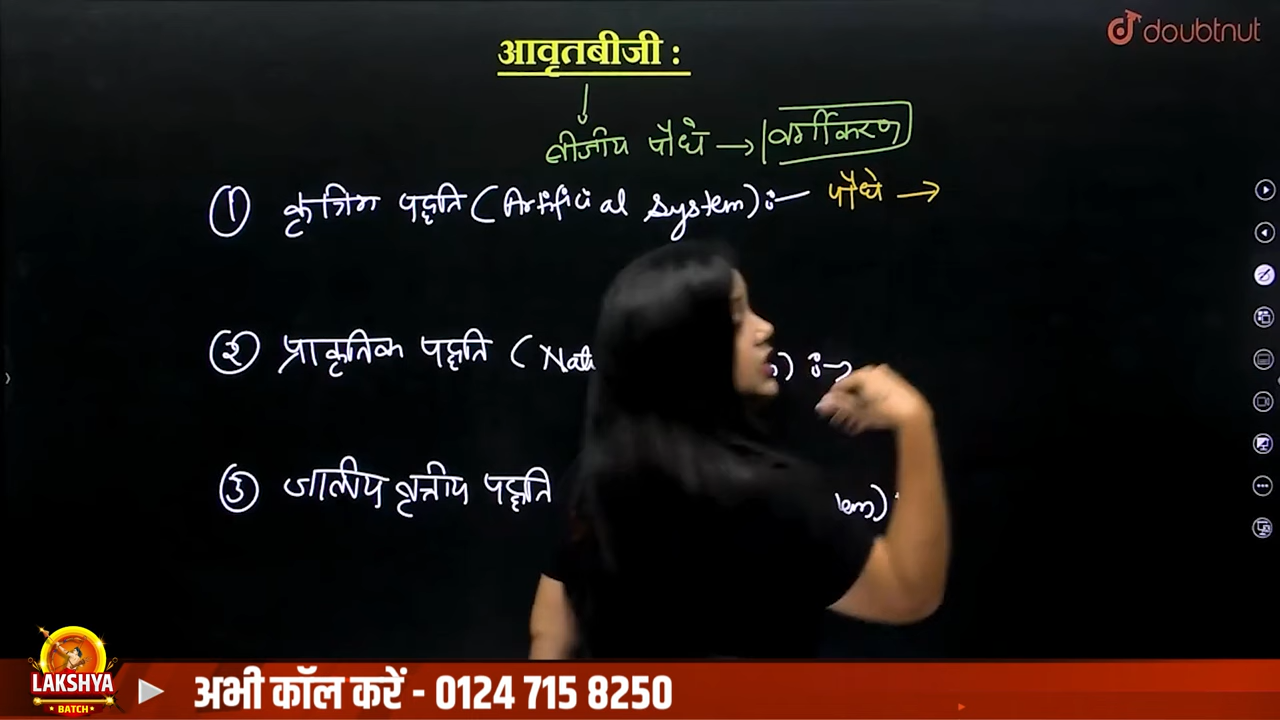 doubtnut
आवृतबीजी :
बीजीय पौधे → वर्गीकरण
① कृत्रिम पद्धति (Artificial System) :- पौधे →
② प्राकृतिक पद्धति (Nat ) :-
③ जातीवृत्तीय पद्धति tem)
LAKSHYA
BATCH
अभी कॉल करें - 0124 715 8250